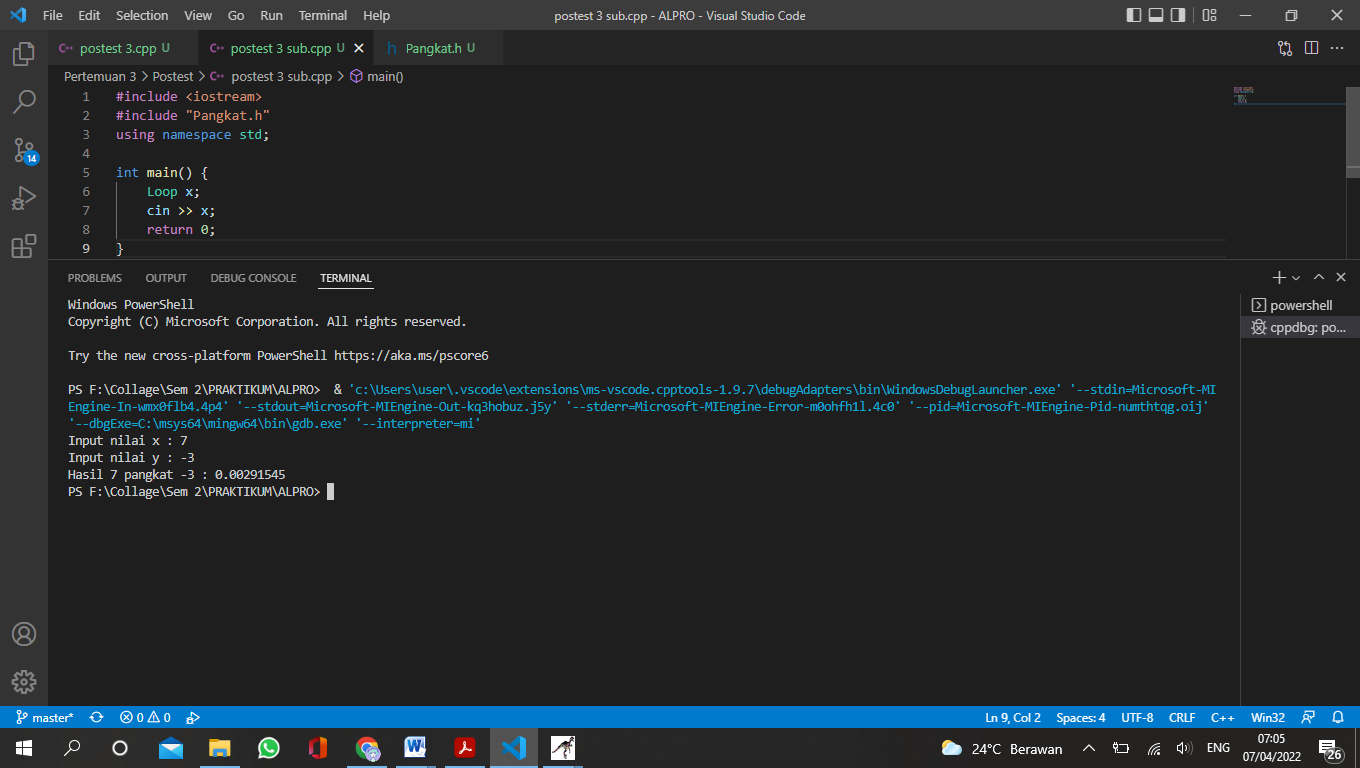 File Edit Selection View Go Run Terminal Help postest 3 sub.cpp - ALPRO - Visual Studio Code
postest 3.cpp U postest 3 sub.cpp U Pangkat.h U
Pertemuan 3 > Postest > postest 3 sub.cpp > main()
1 #include <iostream>
2 #include "Pangkat.h"
3 using namespace std;
4
5 int main() {
6 Loop x;
7 cin >> x;
8 return 0;
9 }
14
PROBLEMS OUTPUT DEBUG CONSOLE TERMINAL
Windows PowerShell
Copyright (C) Microsoft Corporation. All rights reserved.
Try the new cross-platform PowerShell https://aka.ms/pscore6
PS F:\Collage\Sem 2\PRAKTIKUM\ALPRO>  & 'c:\Users\user\.vscode\extensions\ms-vscode.cpptools-1.9.7\debugAdapters\bin\WindowsDebugLauncher.exe' '--stdin=Microsoft-MI
Engine-In-wmx0flb4.4p4' '--stdout=Microsoft-MIEngine-Out-kq3hobuz.j5y' '--stderr=Microsoft-MIEngine-Error-m0ohfh1l.4c0' '--pid=Microsoft-MIEngine-Pid-numthtqg.oij'
'--dbgExe=C:\msys64\mingw64\bin\gdb.exe' '--interpreter=mi'
Input nilai x : 7
Input nilai y : -3
Hasil 7 pangkat -3 : 0.00291545
PS F:\Collage\Sem 2\PRAKTIKUM\ALPRO>
powershell
cppdbg: po...
master* 0 0 Ln 9, Col 2 Spaces: 4 UTF-8 CRLF C++ Win32
24°C Berawan ENG 07:05
07/04/2022 26